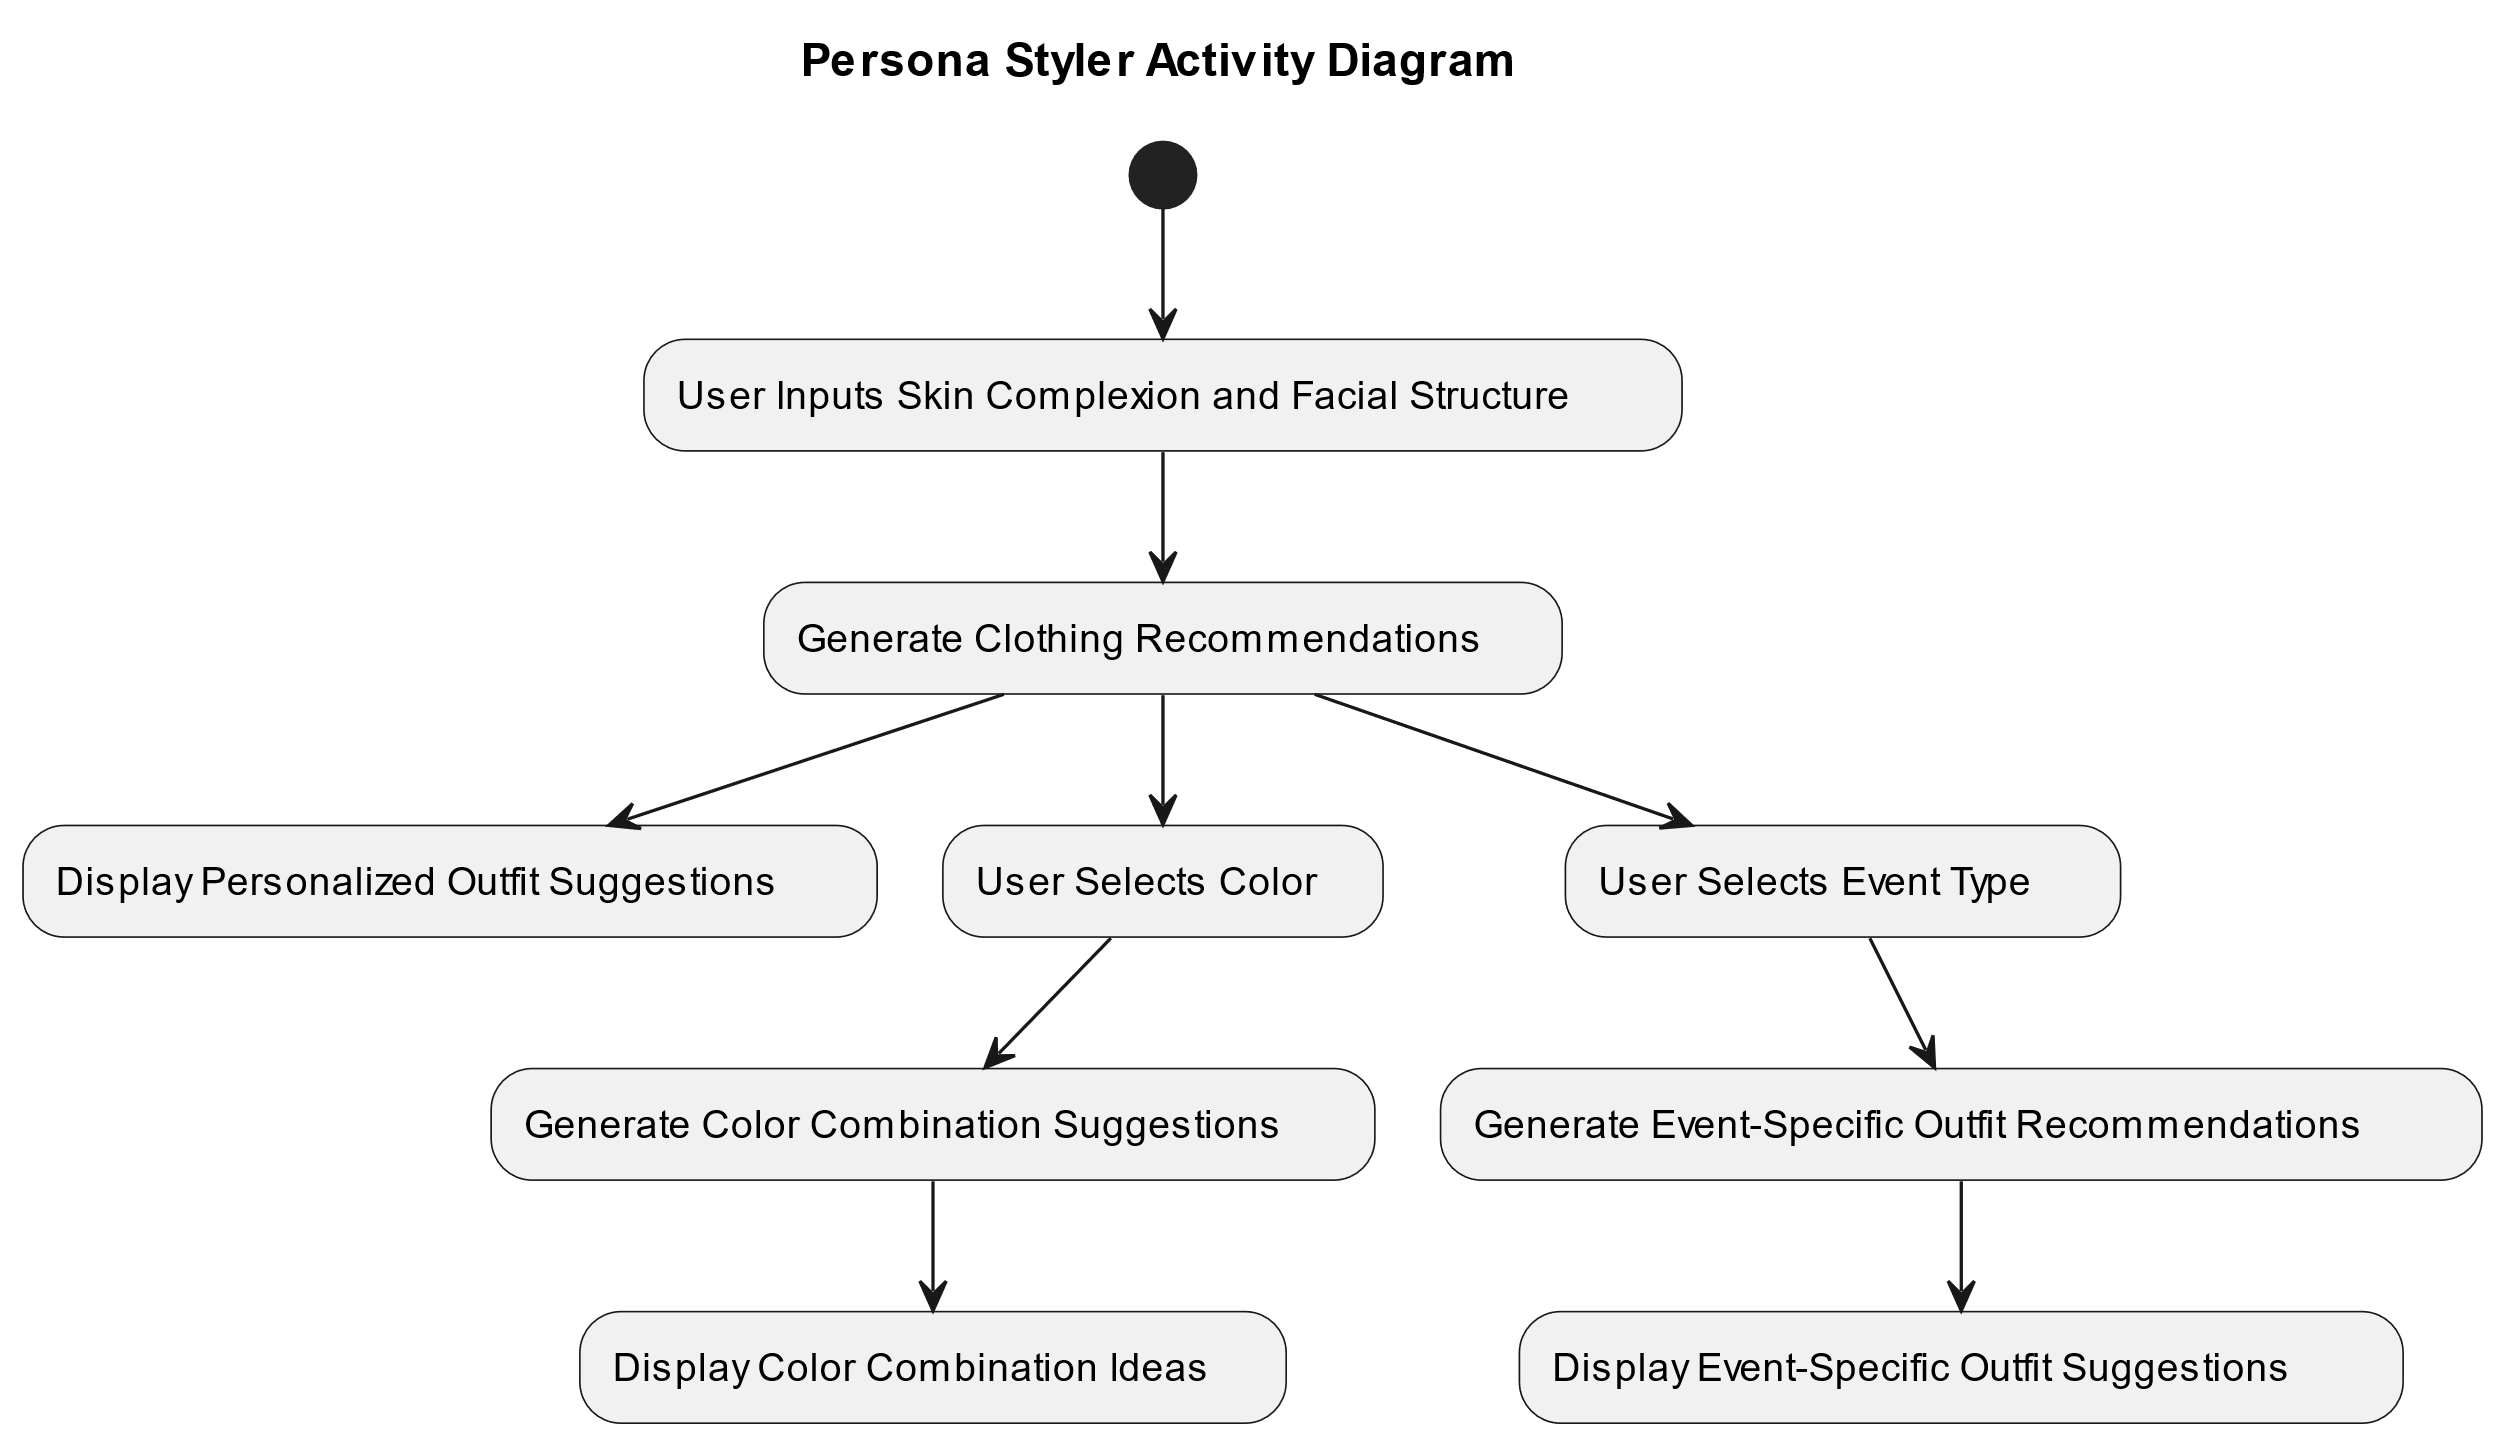 Persona Styler Activity Diagram
User Inputs Skin Complexion and Facial Structure
Generate Clothing Recommendations
Display Personalized Outfit Suggestions
User Selects Color
User Selects Event Type
Generate Color Combination Suggestions
Generate Event-Specific Outfit Recommendations
Display Color Combination Ideas
Display Event-Specific Outfit Suggestions